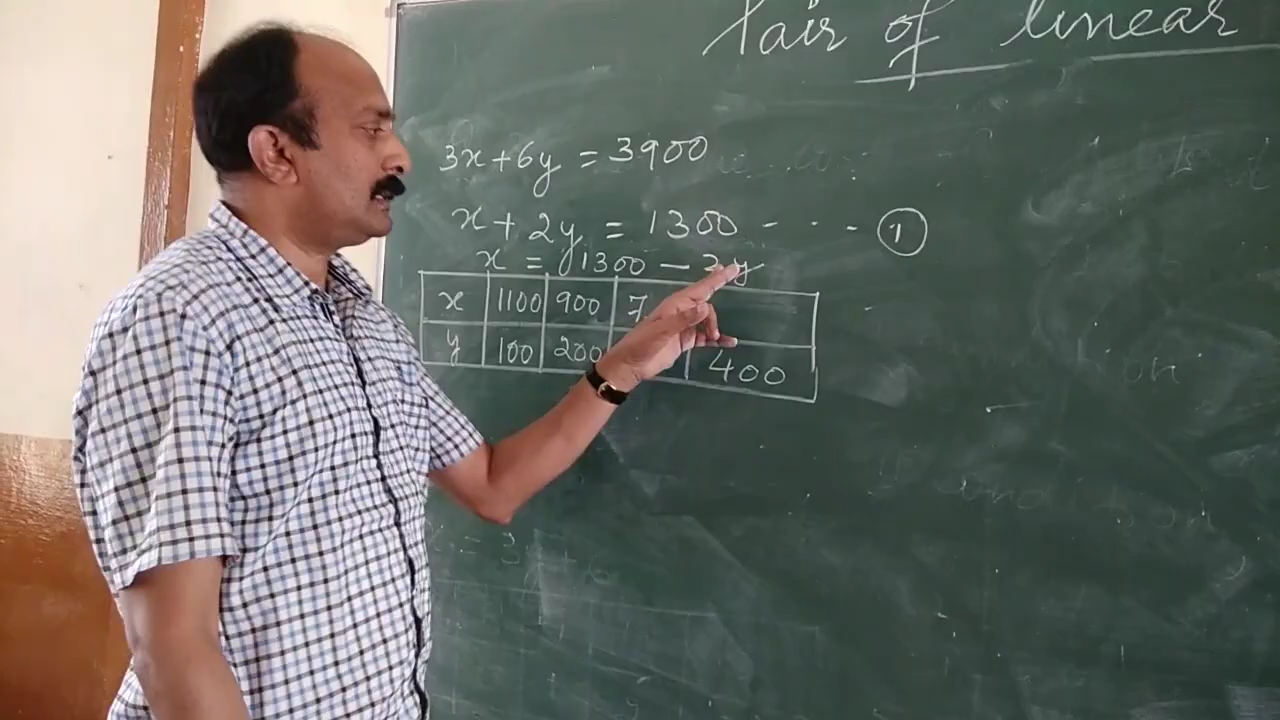 Pair of linear
3x + 6y = 3900
x + 2y = 1300 - - - ①
x = 1300 - 2y
x 1100 900 7
y 100 200 400